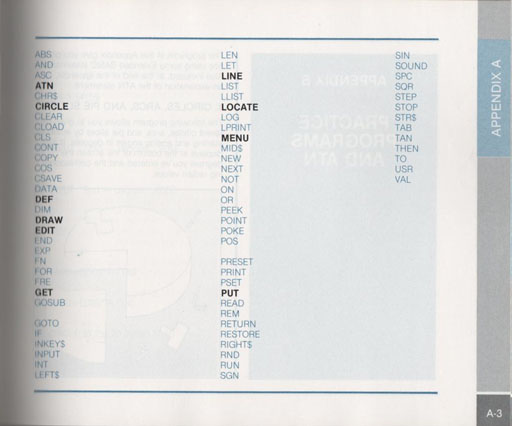 ABS
AND
ASC
ATN
CHR$
CIRCLE
CLEAR
CLOAD
CLS
CONT
COPY
COS
CSAVE
DATA
DEF
DIM
DRAW
EDIT
END
EXP
FN
FOR
FRE
GET
GOSUB
GOTO
IF
INKEY$
INPUT
INT
LEFT$
LEN
LET
LINE
LIST
LLIST
LOCATE
LOG
LPRINT
MENU
MID$
NEW
NEXT
NOT
ON
OR
PEEK
POINT
POKE
POS
PRESET
PRINT
PSET
PUT
READ
REM
RETURN
RESTORE
RIGHT$
RND
RUN
SGN
SIN
SOUND
SPC
SQR
STEP
STOP
STR$
TAB
TAN
THEN
TO
USR
VAL
APPENDIX A
A-3